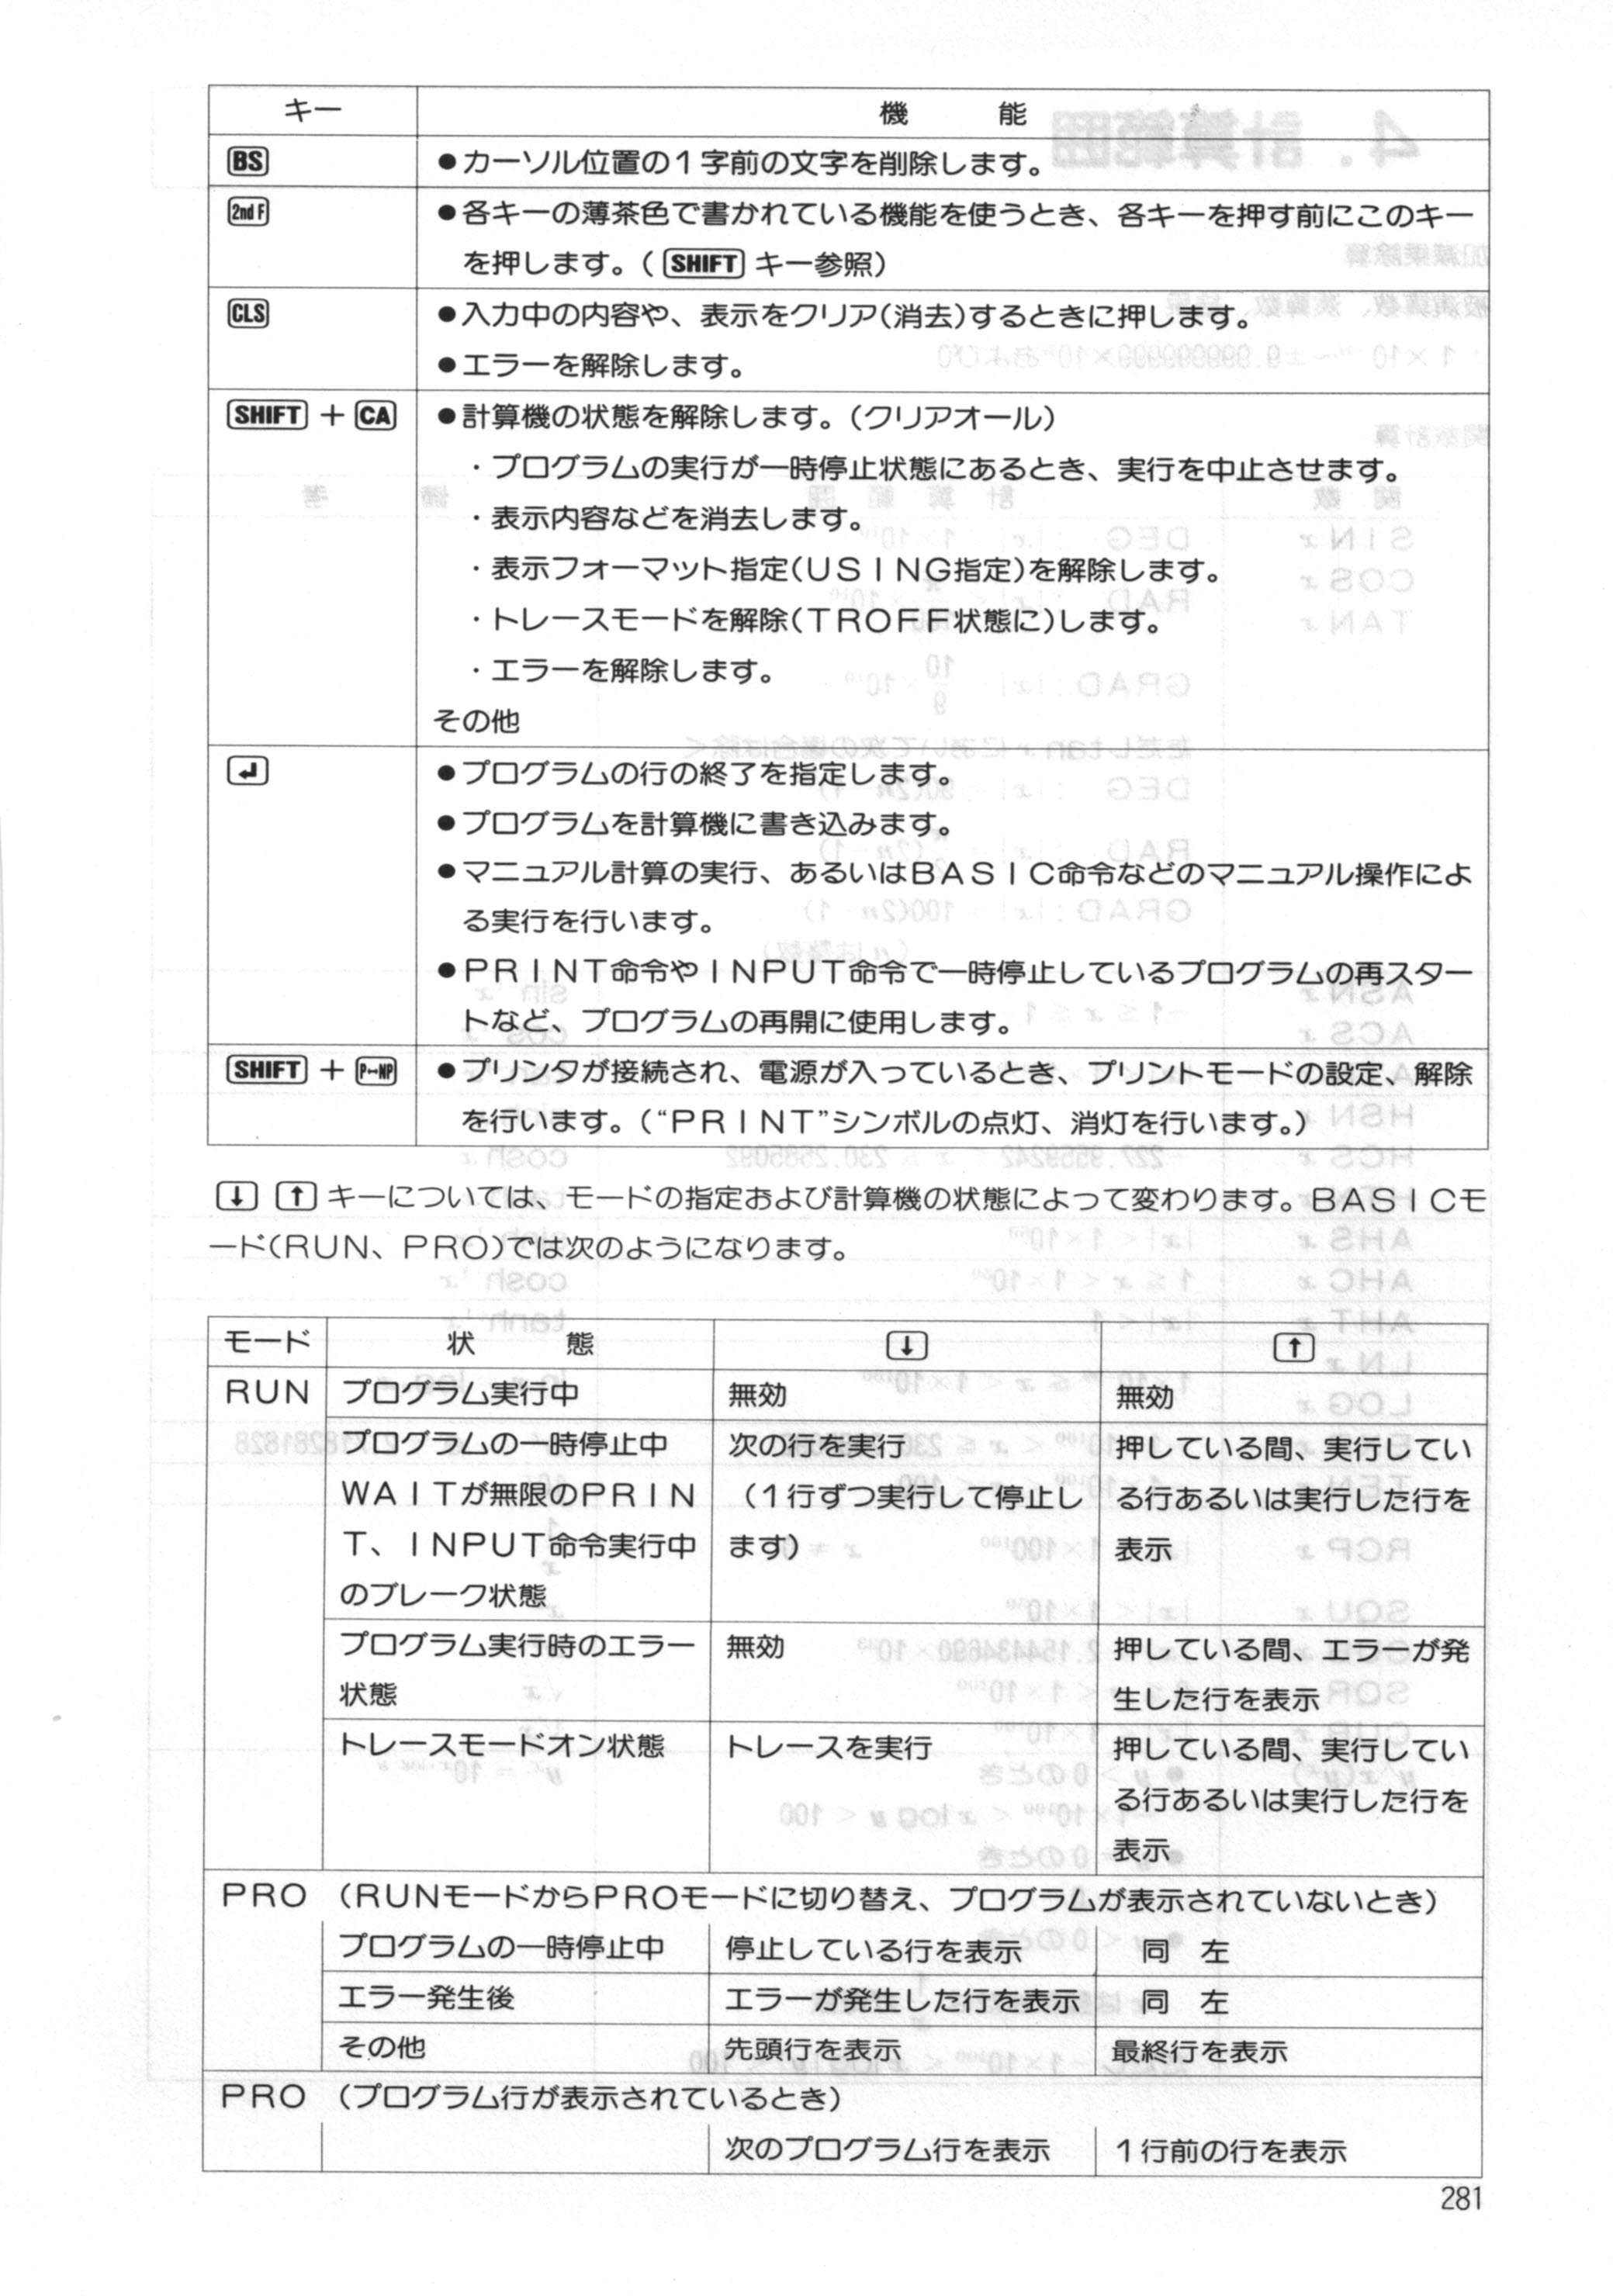 キー 機 能
BS ●カーソル位置の1字前の文字を削除します。
2nd F ●各キーの薄茶色で書かれている機能を使うとき、各キーを押す前にこのキー
を押します。( SHIFT キー参照)
CLS ●入力中の内容や、表示をクリア(消去)するときに押します。
●エラーを解除します。
SHIFT + CA ●計算機の状態を解除します。(クリアオール)
・プログラムの実行が一時停止状態にあるとき、実行を中止させます。
・表示内容などを消去します。
・表示フォーマット指定(USING指定)を解除します。
・トレースモードを解除(TROFF状態に)します。
・エラーを解除します。
その他
↵ ●プログラムの行の終了を指定します。
●プログラムを計算機に書き込みます。
●マニュアル計算の実行、あるいはBASIC命令などのマニュアル操作によ
る実行を行います。
●PRINT命令やINPUT命令で一時停止しているプログラムの再スター
トなど、プログラムの再開に使用します。
SHIFT + P↔NP ●プリンタが接続され、電源が入っているとき、プリントモードの設定、解除
を行います。(“PRINT”シンボルの点灯、消灯を行います。)
↓ ↑ キーについては、モードの指定および計算機の状態によって変わります。BASICモ
ード(RUN、PRO)では次のようになります。
モード 状 態 ↓ ↑
RUN プログラム実行中 無効 無効
プログラムの一時停止中 次の行を実行 押している間、実行してい
WAITが無限のPRIN (1行ずつ実行して停止し る行あるいは実行した行を
T、INPUT命令実行中 ます) 表示
のブレーク状態
プログラム実行時のエラー 無効 押している間、エラーが発
状態 生した行を表示
トレースモードオン状態 トレースを実行 押している間、実行してい
る行あるいは実行した行を
表示
PRO (RUNモードからPROモードに切り替え、プログラムが表示されていないとき)
プログラムの一時停止中 停止している行を表示 同 左
エラー発生後 エラーが発生した行を表示 同 左
その他 先頭行を表示 最終行を表示
PRO (プログラム行が表示されているとき)
次のプログラム行を表示 1行前の行を表示
281